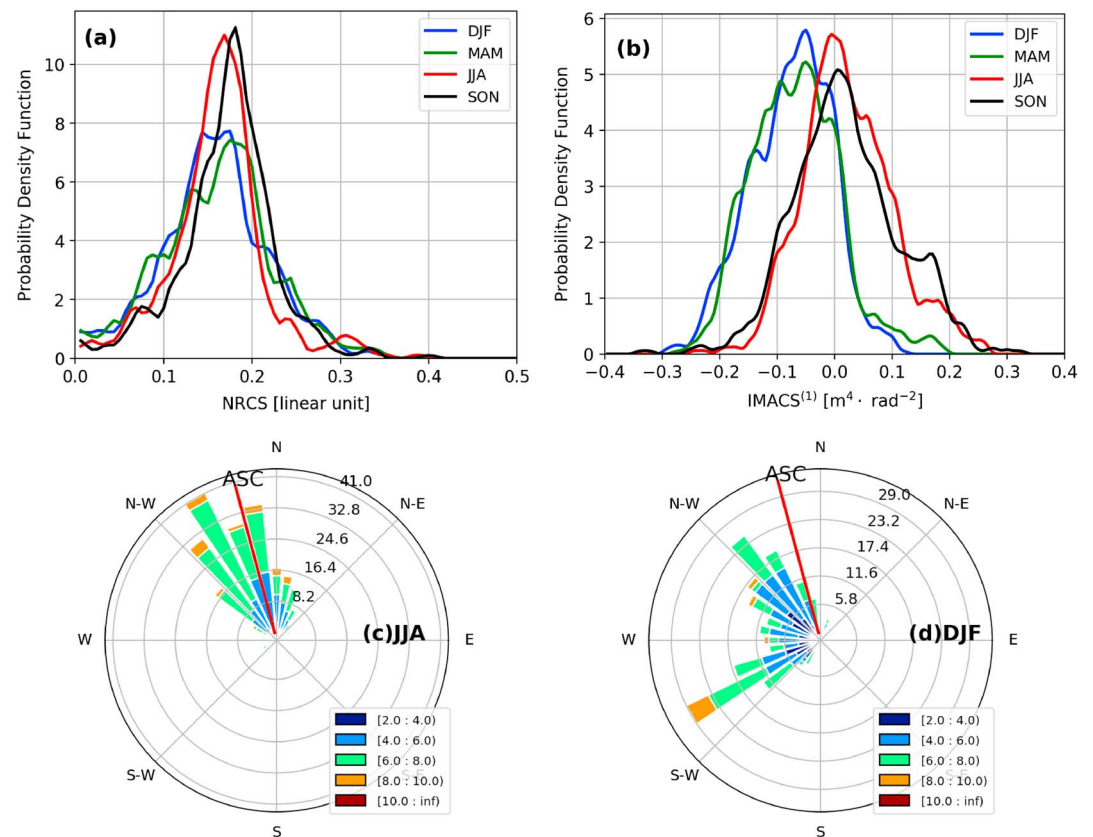 (a)
DJF
MAM
JJA
SON
Probability Density Function
10
8
6
4
2
0
0.0 0.1 0.2 0.3 0.4 0.5
NRCS [linear unit]
(b)
DJF
MAM
JJA
SON
Probability Density Function
6
5
4
3
2
1
0
−0.4 −0.3 −0.2 −0.1 0.0 0.1 0.2 0.3 0.4
IMACS⁽¹⁾ [m⁴· rad⁻²]
N
ASC
41.0
N-W
N-E
32.8
24.6
16.4
8.2
W
(c)JJA
E
[2.0 : 4.0)
[4.0 : 6.0)
[6.0 : 8.0)
S-W
S-E
[8.0 : 10.0)
[10.0 : inf)
S
N
ASC
29.0
N-W
N-E
23.2
17.4
11.6
5.8
W
(d)DJF
E
[2.0 : 4.0)
[4.0 : 6.0)
[6.0 : 8.0)
S-W
S-E
[8.0 : 10.0)
[10.0 : inf)
S